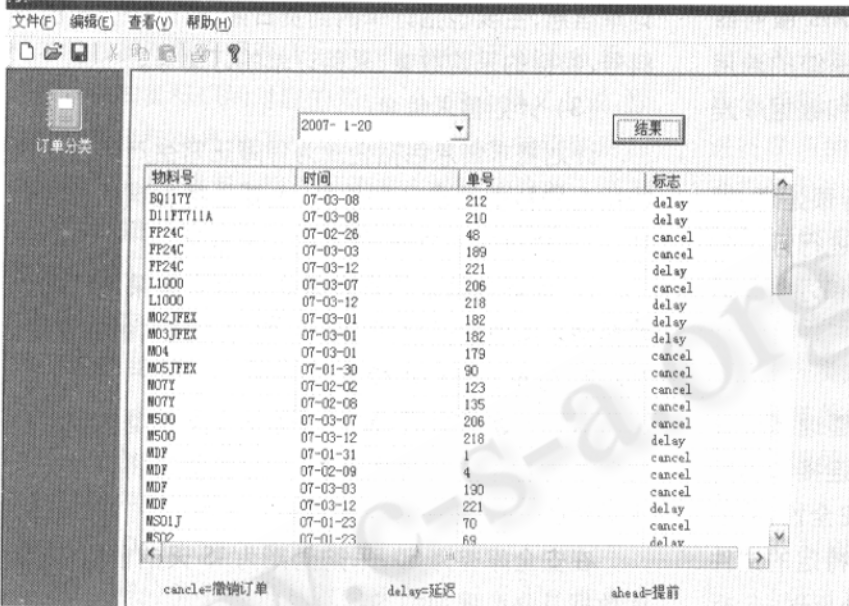 文件(F) 编辑(E) 查看(V) 帮助(H)
订单分类
2007- 1-20
结果
物料号 时间 单号 标志
BQ117Y 07-03-08 212 delay
D11FT711A 07-03-08 210 delay
FP24C 07-02-26 48 cancel
FP24C 07-03-03 189 cancel
FP24C 07-03-12 221 delay
L1000 07-03-07 206 cancel
L1000 07-03-12 218 delay
M02JFEX 07-03-01 182 delay
M03JFEX 07-03-01 182 delay
M04 07-03-01 179 cancel
M05JFEX 07-01-30 90 cancel
M07Y 07-02-02 123 cancel
M07Y 07-02-08 135 cancel
M500 07-03-07 206 cancel
M500 07-03-12 218 delay
MDF 07-01-31 1 cancel
MDF 07-02-09 4 cancel
MDF 07-03-03 190 cancel
MDF 07-03-12 221 delay
MS01J 07-01-23 70 cancel
MS02 07-01-23 69 delay
cancle=撤销订单 delay=延迟 ahead=提前
w.c-s-a.org